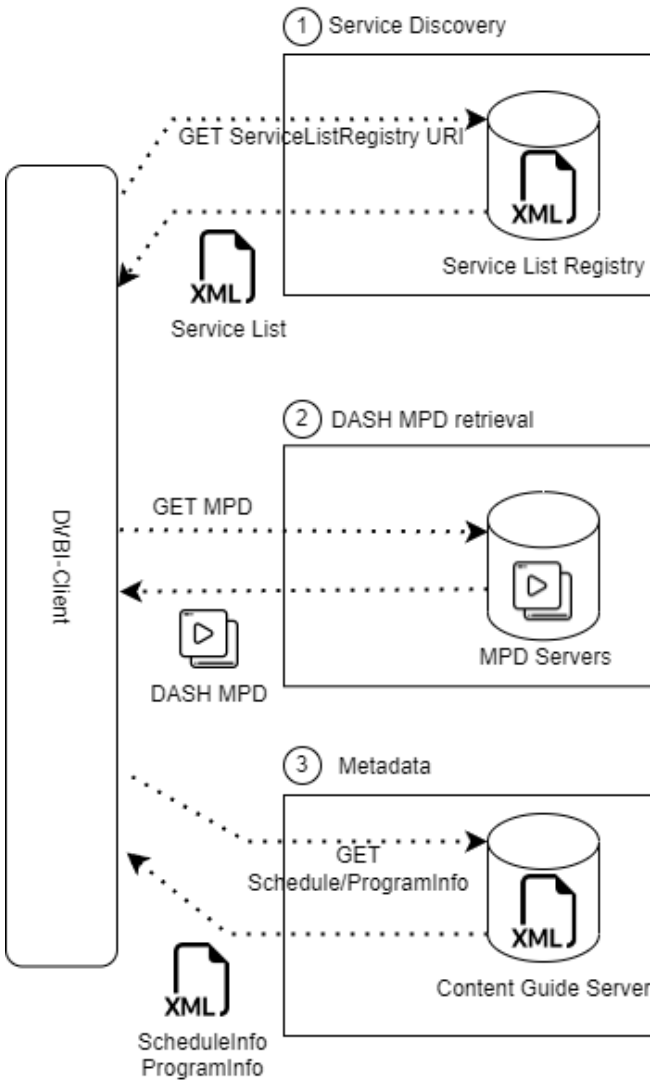 1 Service Discovery
GET ServiceListRegistry URI
XML
Service List Registry
XML
Service List
2 DASH MPD retrieval
GET MPD
MPD Servers
DASH MPD
DVBI-Client
3 Metadata
GET
Schedule/ProgramInfo
XML
Content Guide Server
XML
ScheduleInfo
ProgramInfo